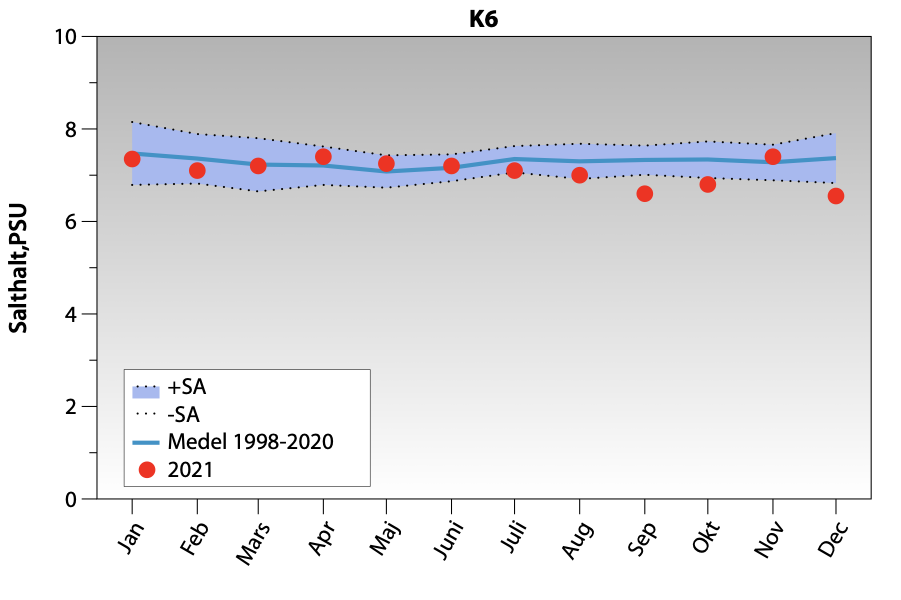 K6
Salthalt,PSU
10
8
6
4
2
0
+SA
-SA
Medel 1998-2020
2021
Jan
Feb
Mars
Apr
Maj
Juni
Juli
Aug
Sep
Okt
Nov
Dec